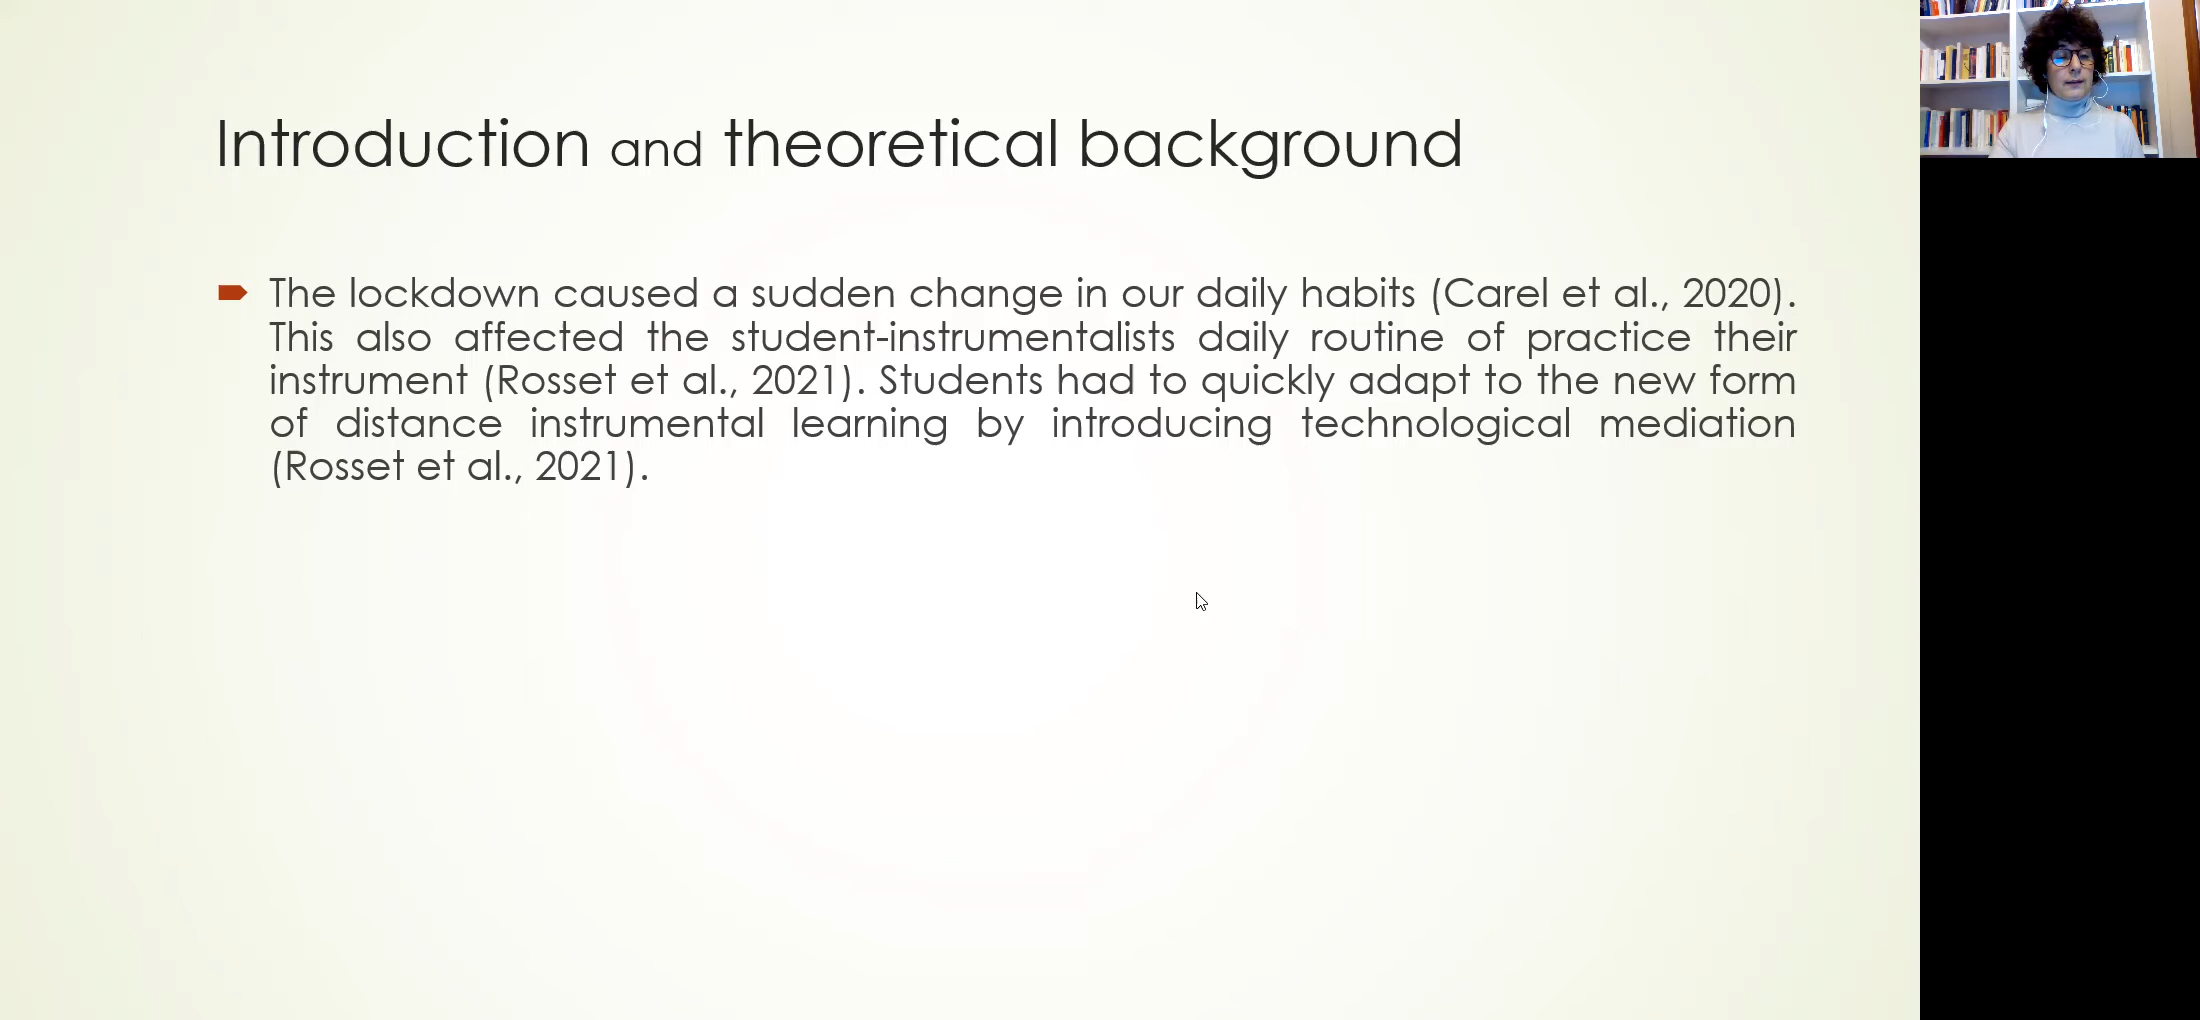 Introduction and theoretical background
The lockdown caused a sudden change in our daily habits (Carel et al., 2020).
This also affected the student-instrumentalists daily routine of practice their
instrument (Rosset et al., 2021). Students had to quickly adapt to the new form
of distance instrumental learning by introducing technological mediation
(Rosset et al., 2021).